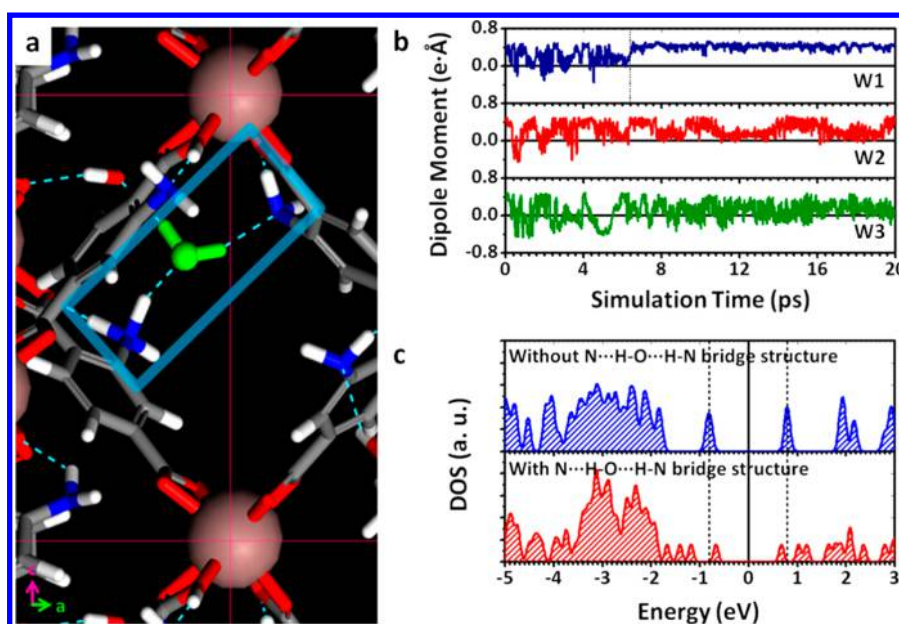 a
c
a
b
Dipole Moment (e·Å)
0.8
0.0
W1
0.8
0.0
W2
0.8
0.0
-0.8
W3
0 4 8 12 16 20
Simulation Time (ps)
c
DOS (a. u.)
Without N···H-O···H-N bridge structure
With N···H-O···H-N bridge structure
-5 -4 -3 -2 -1 0 1 2 3
Energy (eV)